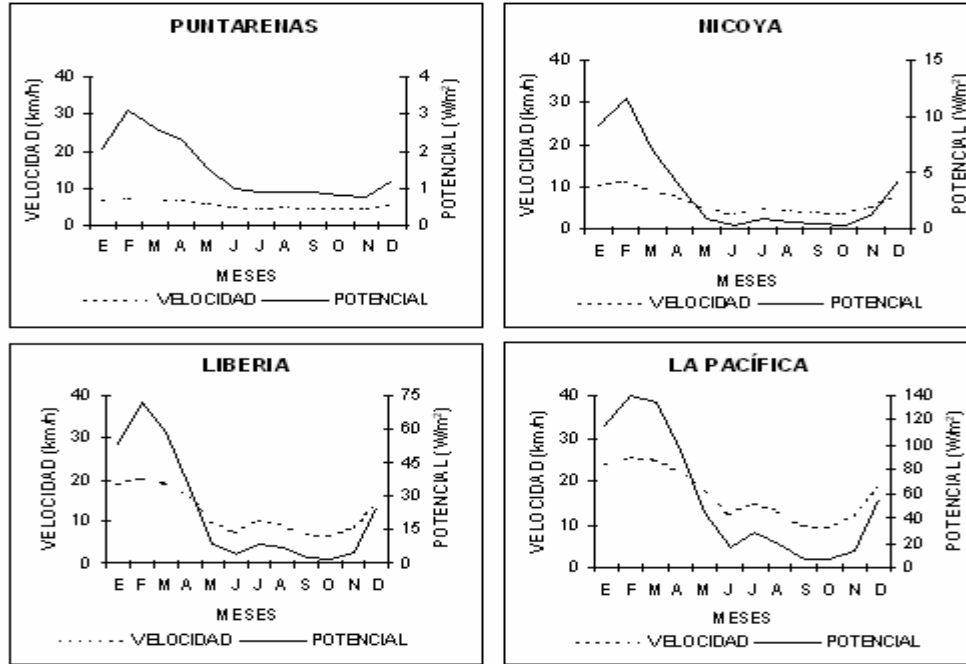 PUNTARENAS
VELOCIDAD (km/h)
40
30
20
10
0
4
3
2
1
0
POTENCIAL (W/m²)
E F M A M J J A S O N D
MESES
VELOCIDAD POTENCIAL
NICOYA
VELOCIDAD (km/h)
40
30
20
10
0
15
10
5
0
POTENCIAL (W/m²)
E F M A M J J A S O N D
MESES
VELOCIDAD POTENCIAL
LIBERIA
VELOCIDAD (km/h)
40
30
20
10
0
75
60
45
30
15
0
POTENCIAL (W/m²)
E F M A M J J A S O N D
MESES
VELOCIDAD POTENCIAL
LA PACÍFICA
VELOCIDAD (km/h)
40
30
20
10
0
140
120
100
80
60
40
20
0
POTENCIAL (W/m²)
E F M A M J J A S O N D
MESES
VELOCIDAD POTENCIAL